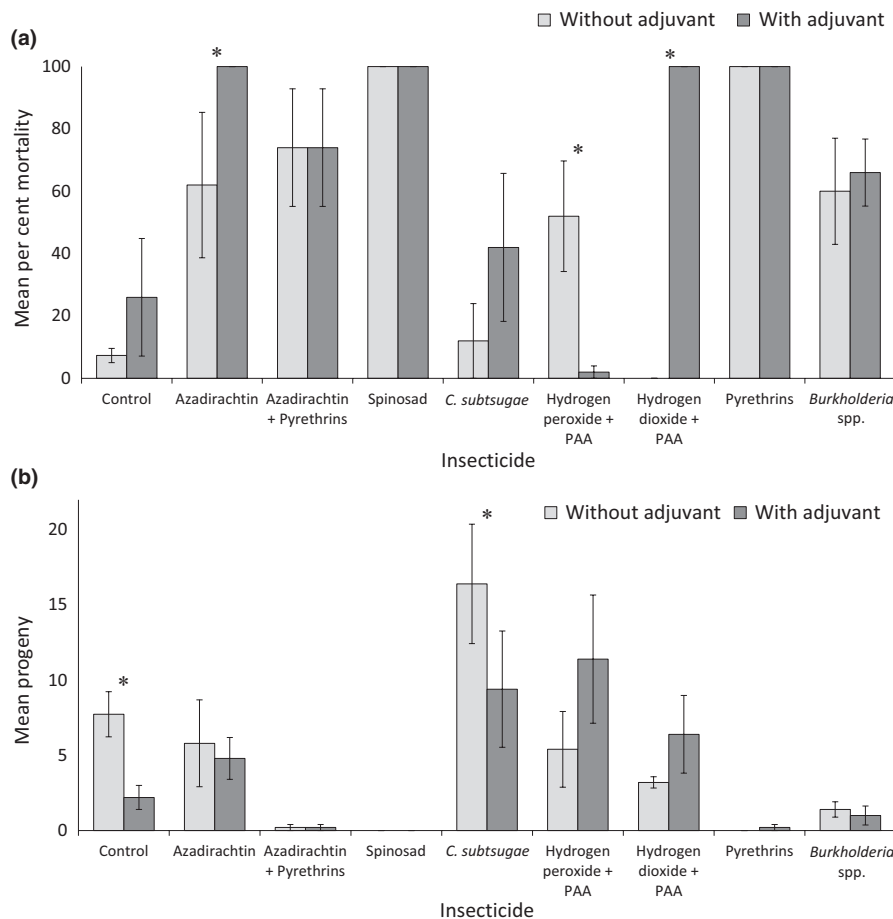 Without adjuvant With adjuvant
(a)
Mean per cent mortality
100
80
60
40
20
0
* * *
Control Azadirachtin Azadirachtin Spinosad C. subtsugae Hydrogen Hydrogen Pyrethrins Burkholderia
+ Pyrethrins peroxide + dioxide + spp.
PAA PAA
Insecticide
(b)
Without adjuvant With adjuvant
Mean progeny
20
15
10
5
0
* *
Control Azadirachtin Azadirachtin Spinosad C. subtsugae Hydrogen Hydrogen Pyrethrins Burkholderia
+ Pyrethrins peroxide + dioxide + spp.
PAA PAA
Insecticide